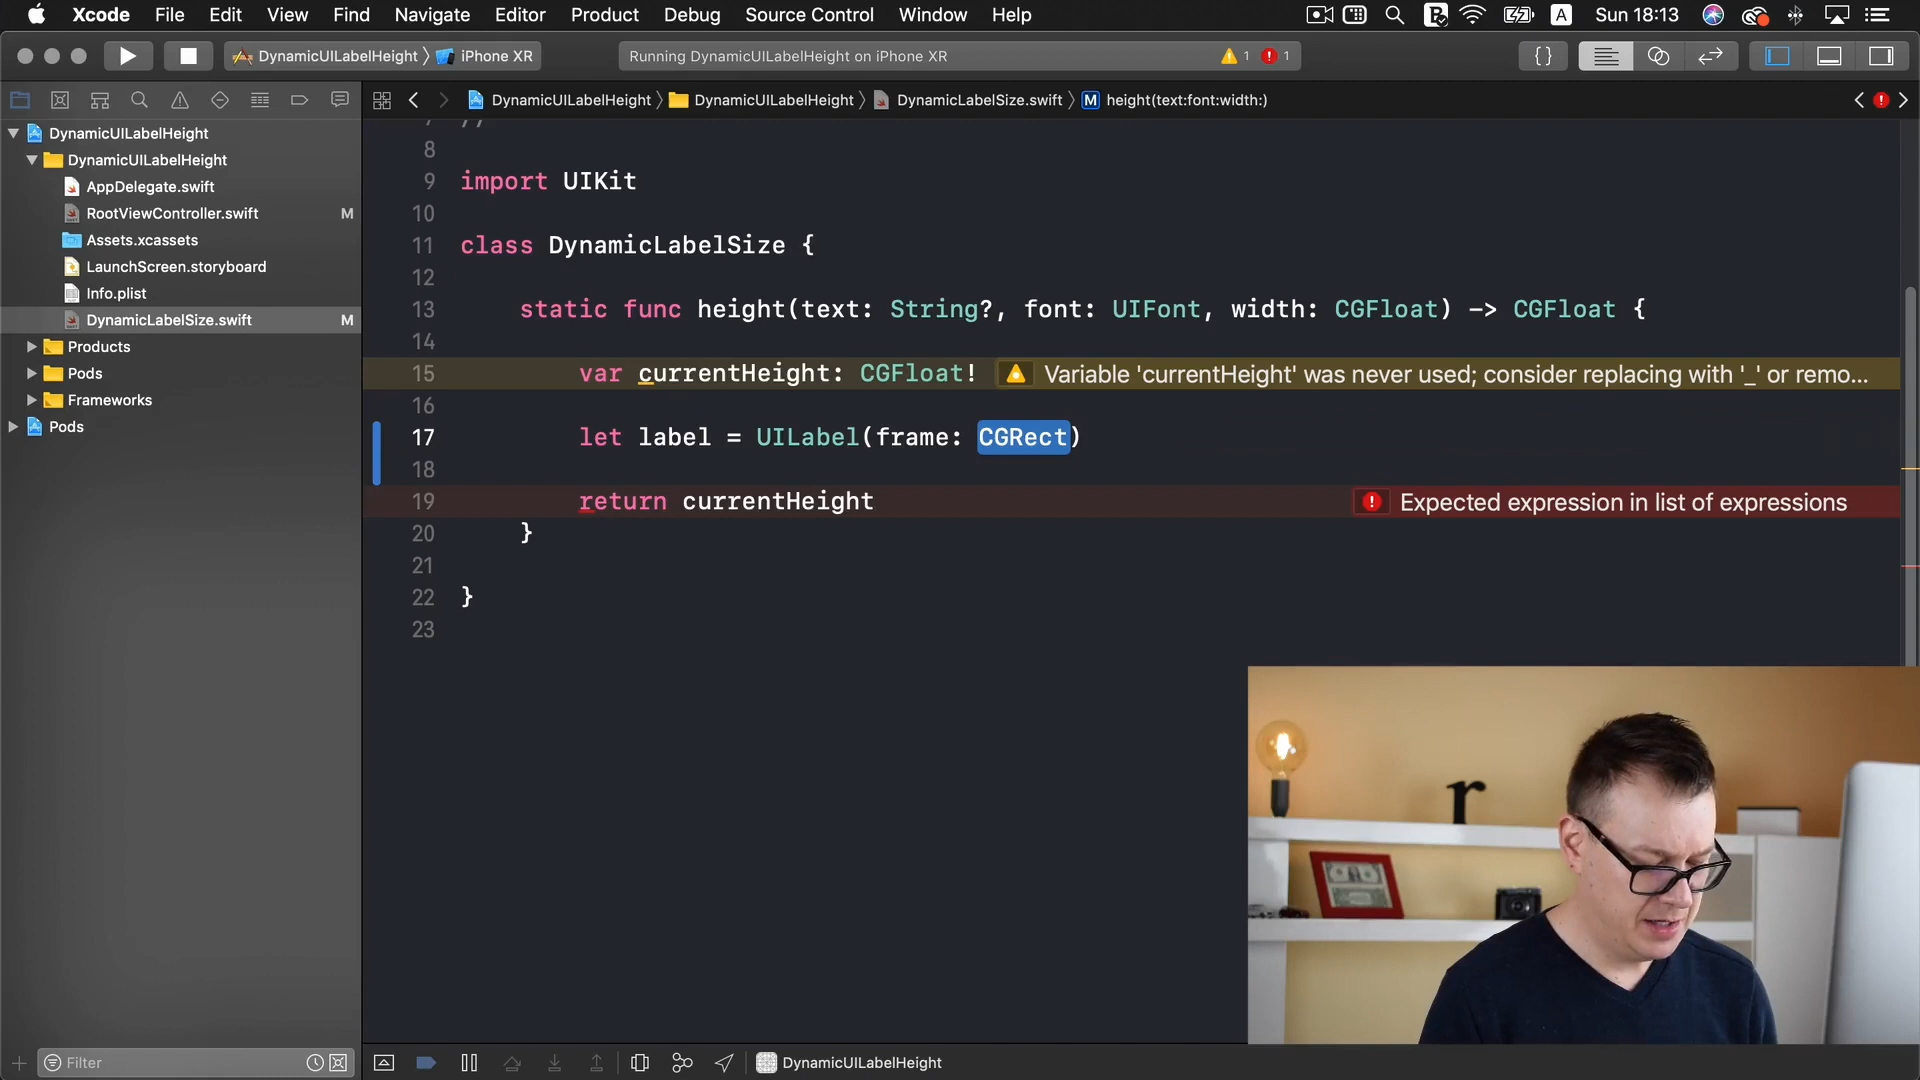 Xcode File Edit View Find Navigate Editor Product Debug Source Control Window Help A Sun 18:13
DynamicUILabelHeight iPhone XR Running DynamicUILabelHeight on iPhone XR 1 1 {}
DynamicUILabelHeight DynamicUILabelHeight DynamicLabelSize.swift M height(text:font:width:)
DynamicUILabelHeight
DynamicUILabelHeight
AppDelegate.swift
RootViewController.swift M
Assets.xcassets
LaunchScreen.storyboard
Info.plist
DynamicLabelSize.swift M
Products
Pods
Frameworks
Pods
Filter
7 //
8
9 import UIKit
10
11 class DynamicLabelSize {
12
13 static func height(text: String?, font: UIFont, width: CGFloat) -> CGFloat {
14
15 var currentHeight: CGFloat! Variable 'currentHeight' was never used; consider replacing with '_' or remo...
16
17 let label = UILabel(frame: CGRect)
18
19 return currentHeight Expected expression in list of expressions
20 }
21
22 }
23
r
DynamicUILabelHeight